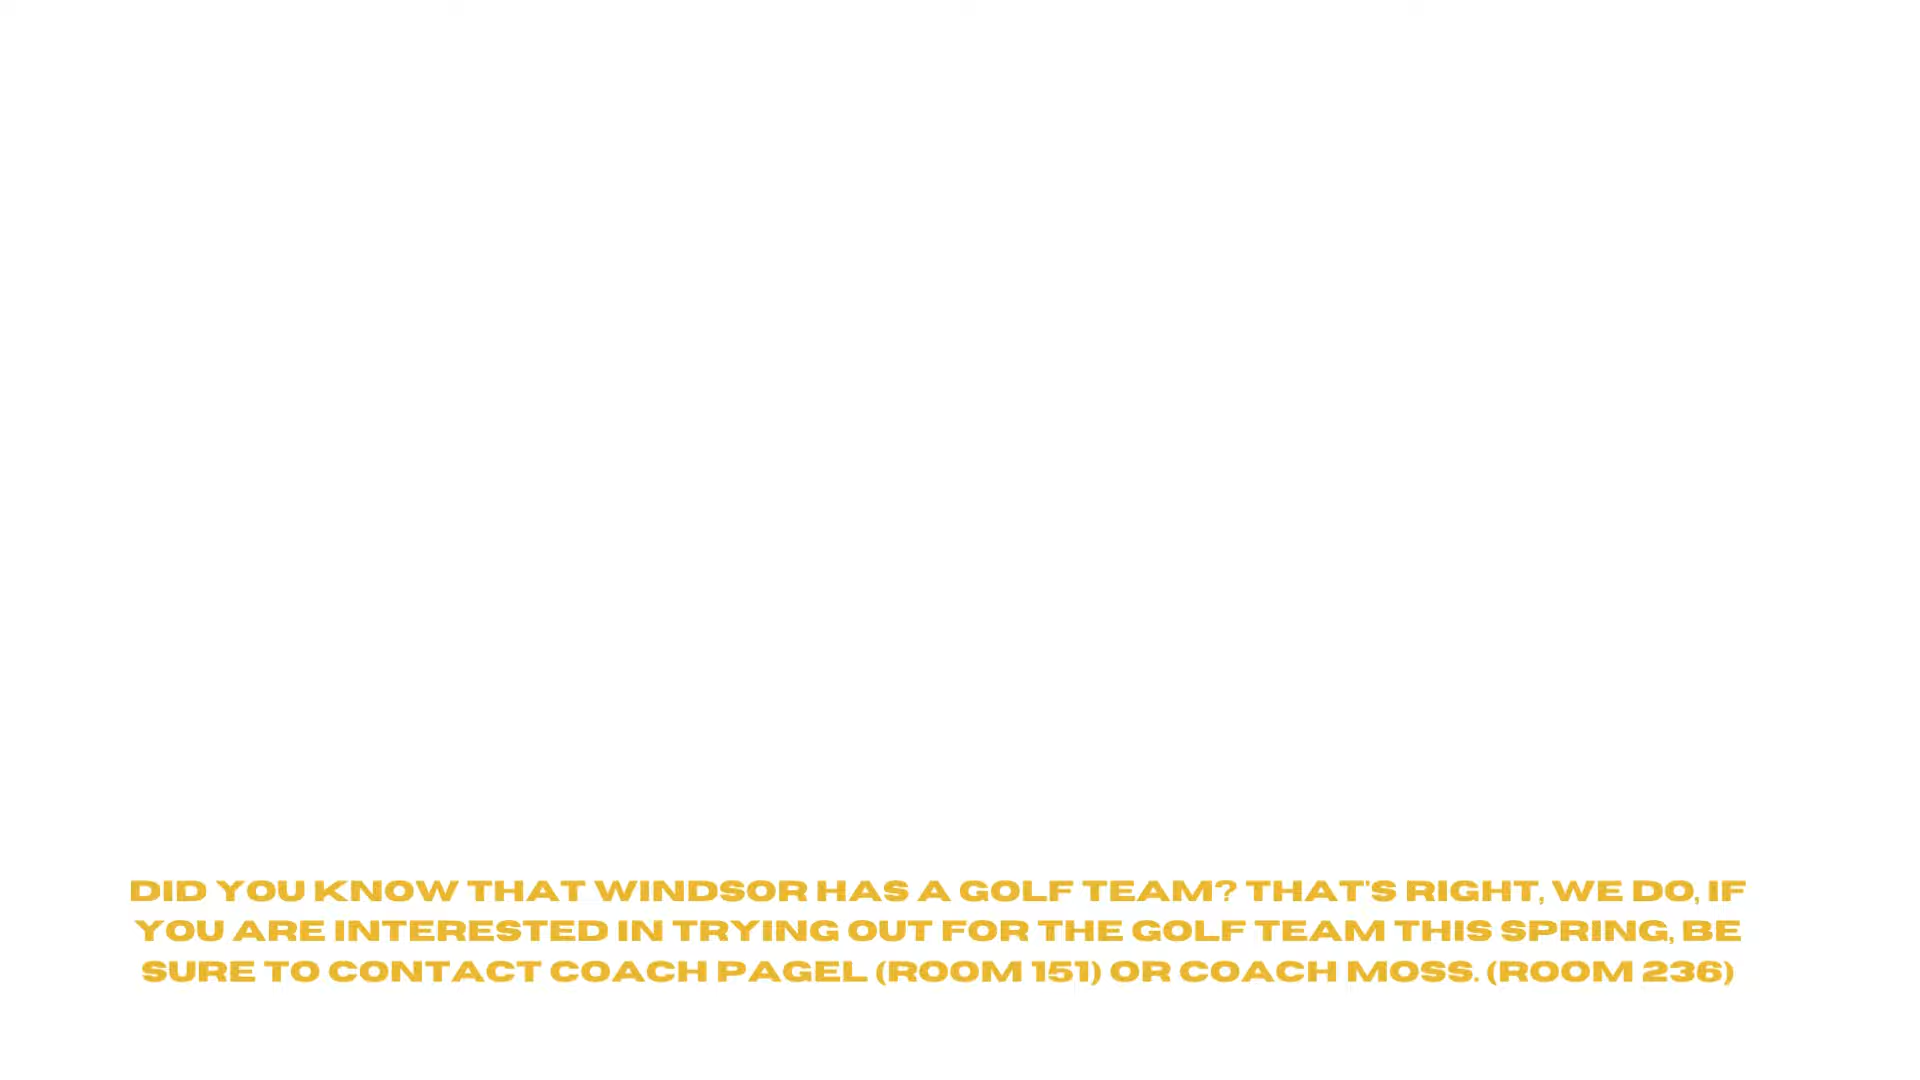 DID YOU KNOW THAT WINDSOR HAS A GOLF TEAM? THAT'S RIGHT, WE DO, IF
YOU ARE INTERESTED IN TRYING OUT FOR THE GOLF TEAM THIS SPRING, BE
SURE TO CONTACT COACH PAGEL (ROOM 151) OR COACH MOSS. (ROOM 236)